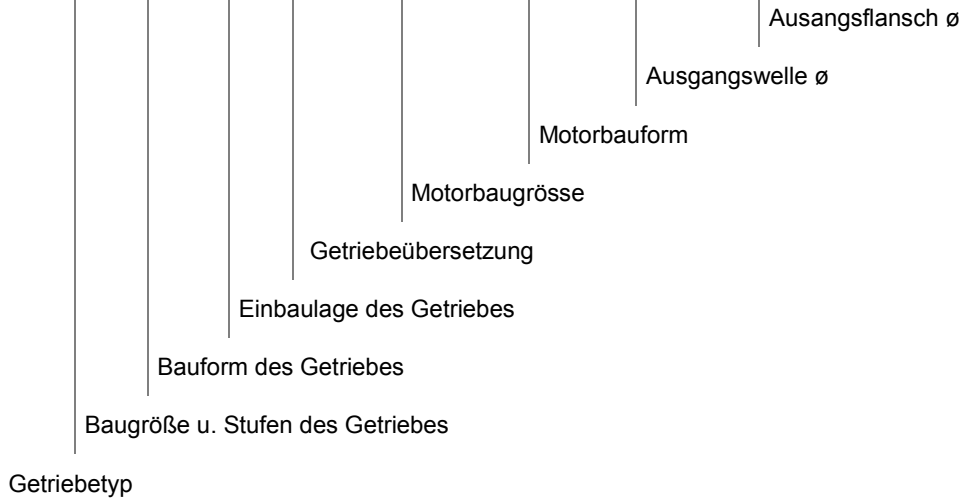 Ausangsflansch ø
Ausgangswelle ø
Motorbauform
Motorbaugrösse
Getriebeübersetzung
Einbaulage des Getriebes
Bauform des Getriebes
Baugröße u. Stufen des Getriebes
Getriebetyp